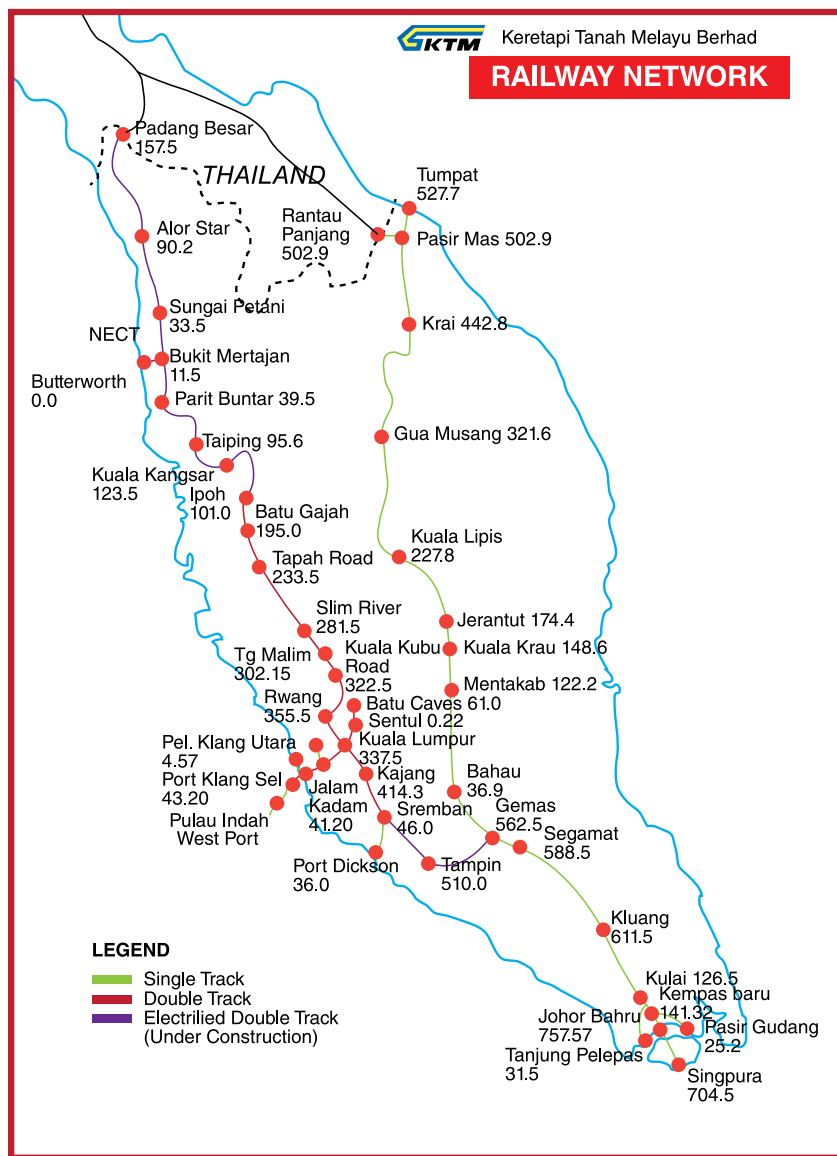 KTM
Keretapi Tanah Melayu Berhad
RAILWAY NETWORK
Padang Besar
157.5
THAILAND
Tumpat
527.7
Rantau
Panjang
502.9
Pasir Mas 502.9
Alor Star
90.2
Sungai Petani
33.5
Krai 442.8
NECT
Bukit Mertajan
11.5
Butterworth
0.0
Parit Buntar 39.5
Taiping 95.6
Gua Musang 321.6
Kuala Kangsar
123.5
Ipoh
101.0
Batu Gajah
195.0
Kuala Lipis
227.8
Tapah Road
233.5
Slim River
281.5
Jerantut 174.4
Tg Malim
302.15
Kuala Kubu
Road
322.5
Kuala Krau 148.6
Mentakab 122.2
Rwang
355.5
Batu Caves 61.0
Sentul 0.22
Pel. Klang Utara
4.57
Kuala Lumpur
337.5
Port Klang Sel
43.20
Jalam
Kadam
41.20
Kajang
414.3
Bahau
36.9
Pulau Indah
West Port
Sremban
46.0
Gemas
562.5
Segamat
588.5
Port Dickson
36.0
Tampin
510.0
Kluang
611.5
LEGEND
Single Track
Double Track
Electrilied Double Track
(Under Construction)
Kulai 126.5
Kempas baru
141.32
Johor Bahru
757.57
Pasir Gudang
25.2
Tanjung Pelepas
31.5
Singpura
704.5